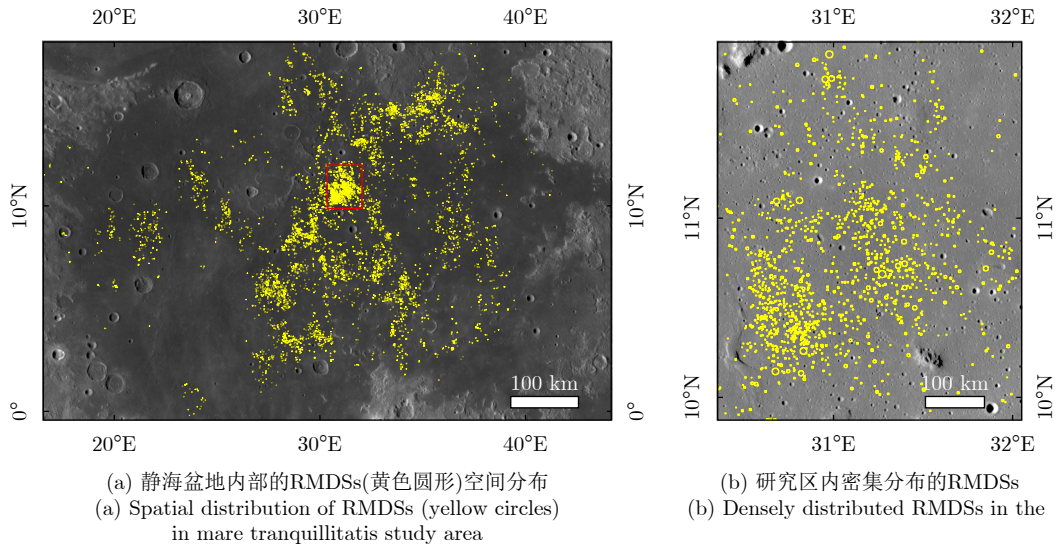 20°E 30°E 40°E
31°E 32°E
10°N
0°
10°N
0°
11°N
10°N
11°N
10°N
100 km
100 km
20°E 30°E 40°E
31°E 32°E
(a) 静海盆地内部的RMDSs(黄色圆形)空间分布
(a) Spatial distribution of RMDSs (yellow circles)
in mare tranquillitatis study area
(b) 研究区内密集分布的RMDSs
(b) Densely distributed RMDSs in the